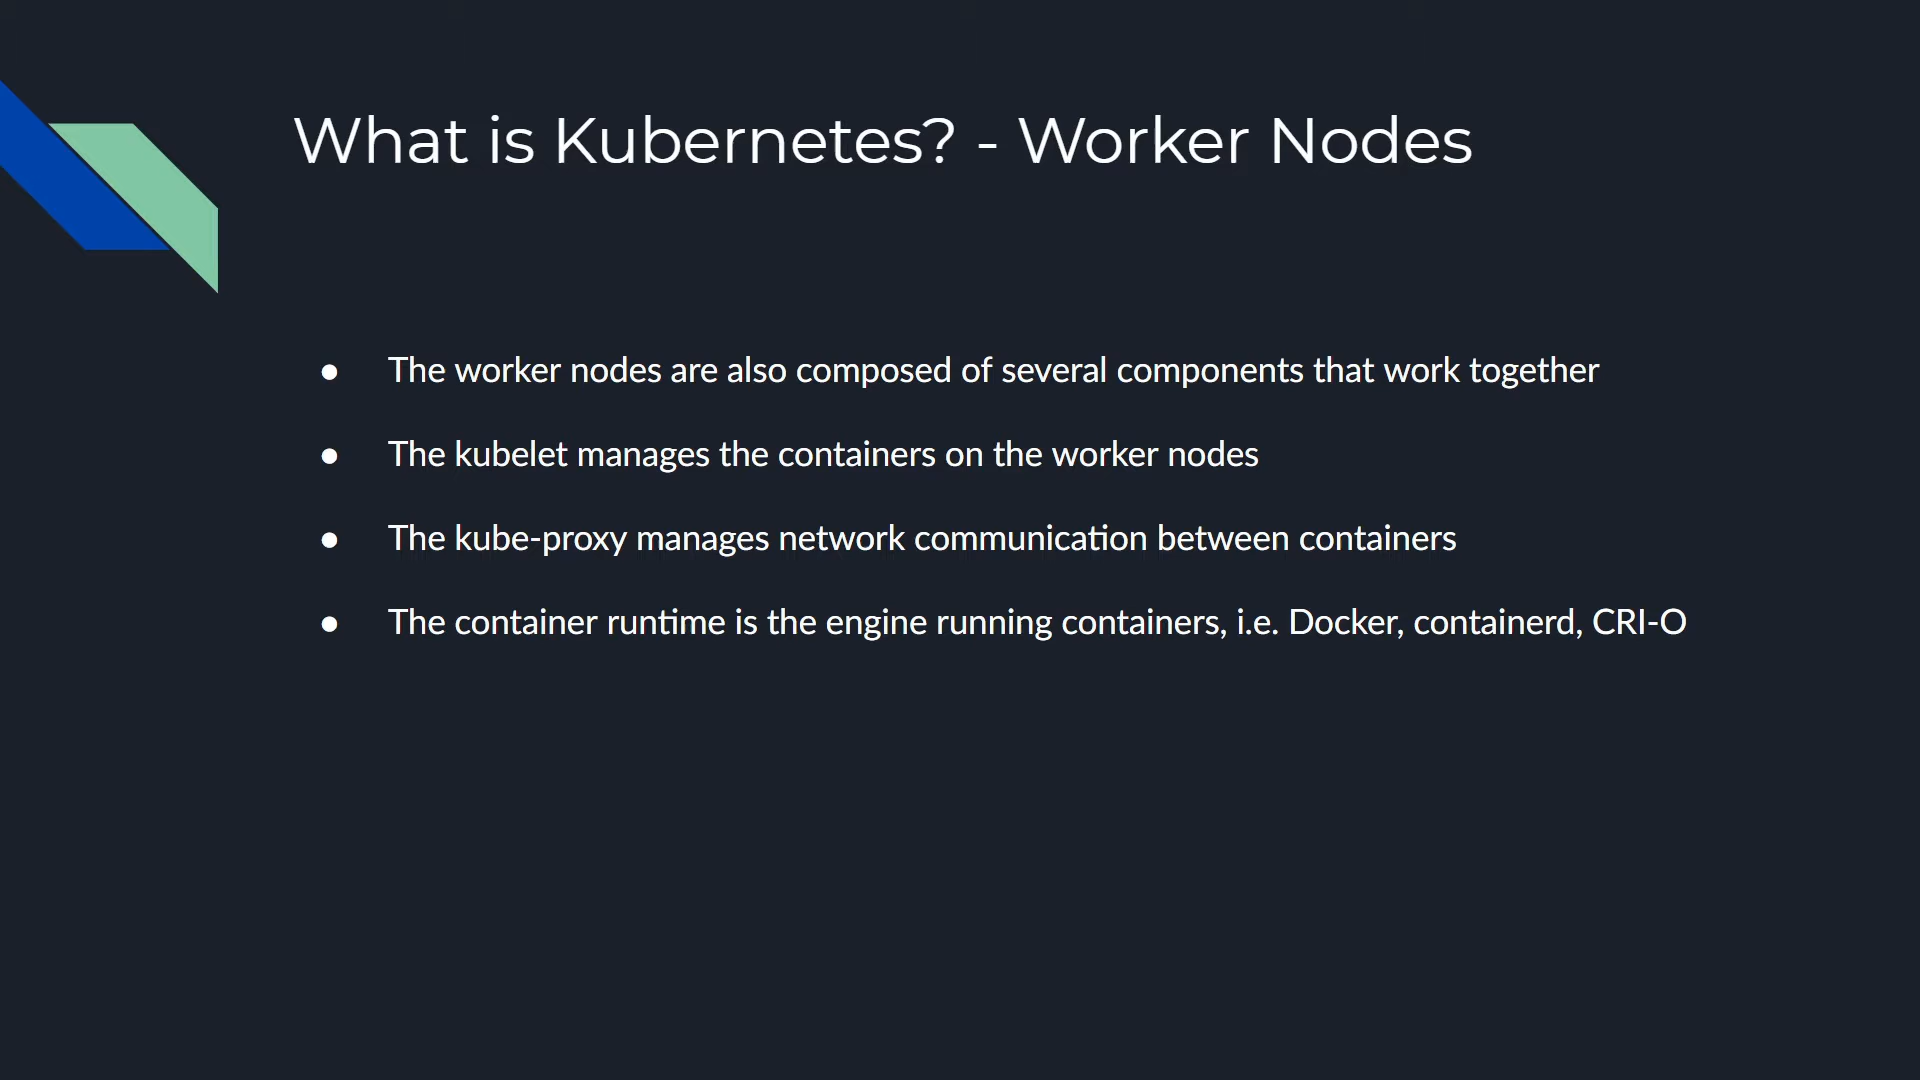 What is Kubernetes? - Worker Nodes
● The worker nodes are also composed of several components that work together
● The kubelet manages the containers on the worker nodes
● The kube-proxy manages network communication between containers
● The container runtime is the engine running containers, i.e. Docker, containerd, CRI-O